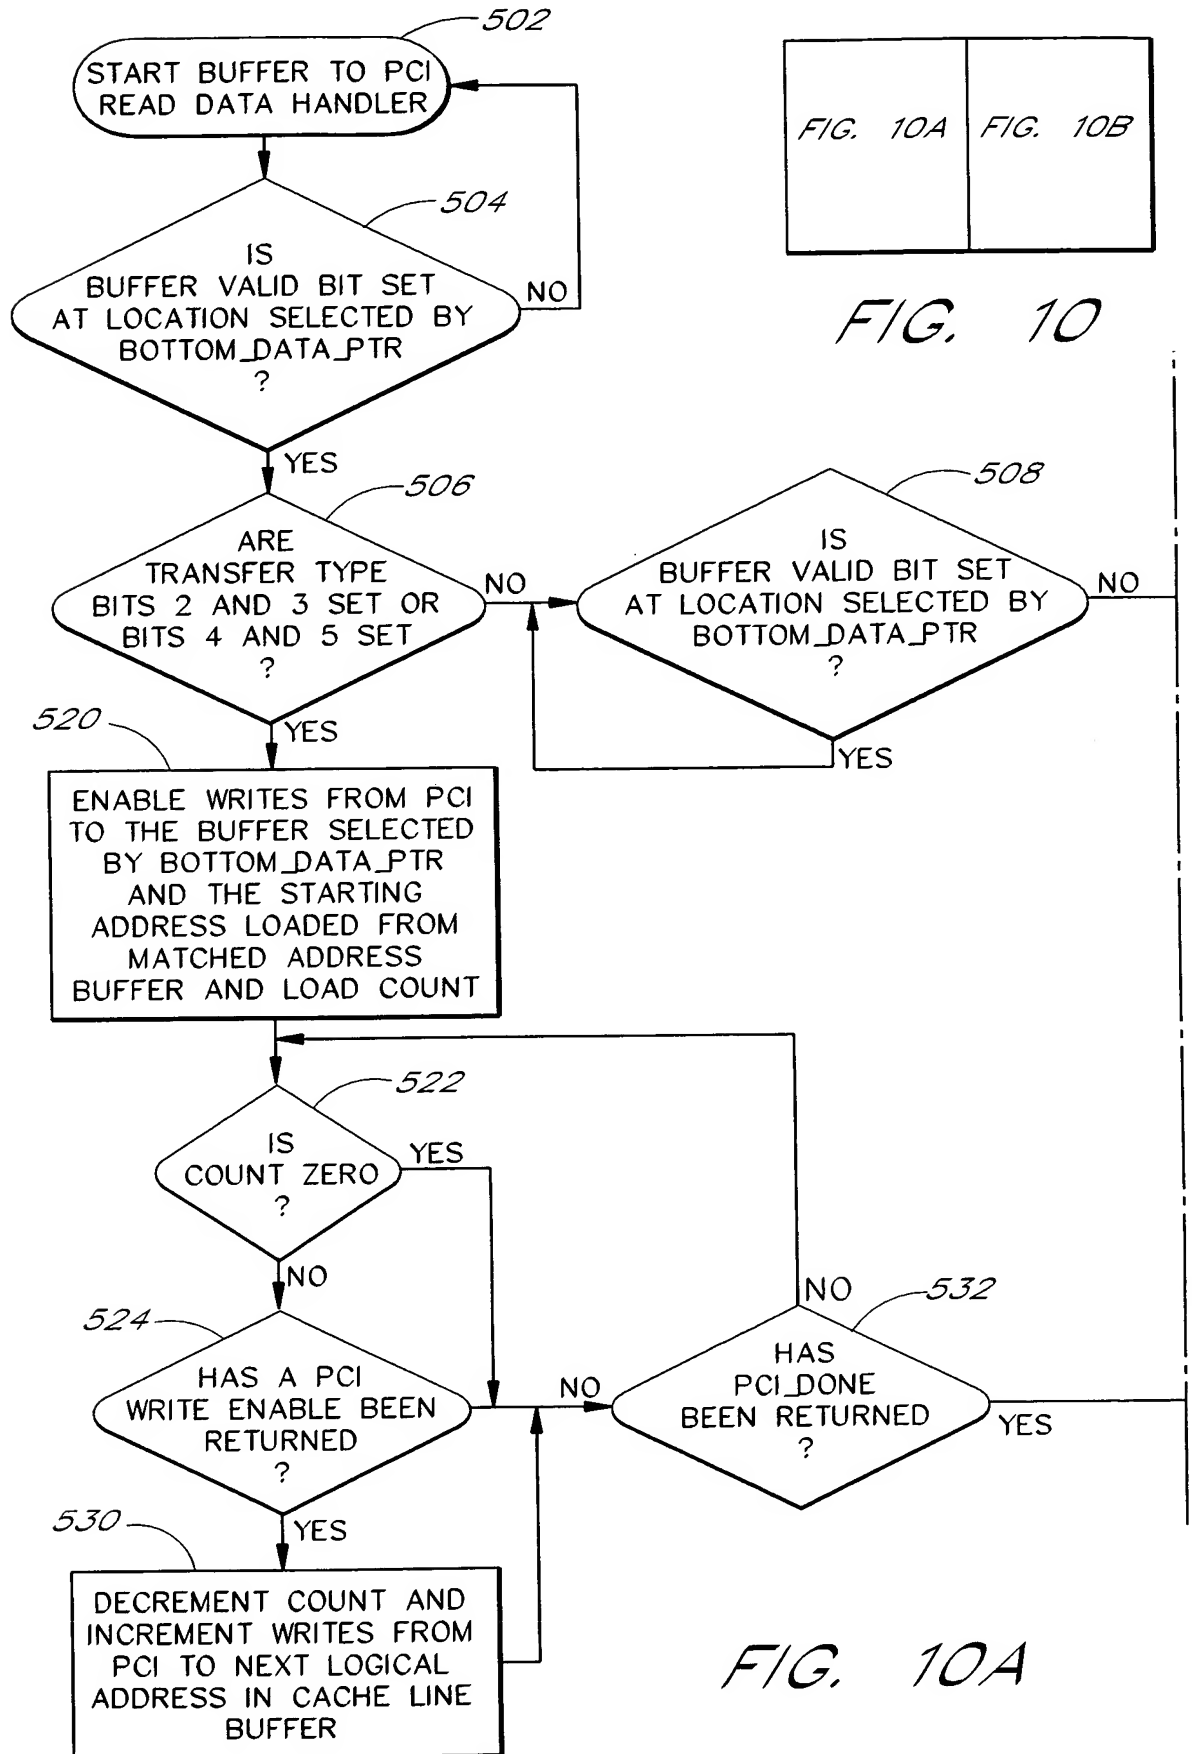 502
START BUFFER TO PCI
READ DATA HANDLER
FIG. 10A
FIG. 10B
FIG. 10
504
IS
BUFFER VALID BIT SET
AT LOCATION SELECTED BY
BOTTOM_DATA_PTR
?
NO
YES
506
ARE
TRANSFER TYPE
BITS 2 AND 3 SET OR
BITS 4 AND 5 SET
?
NO
YES
508
IS
BUFFER VALID BIT SET
AT LOCATION SELECTED BY
BOTTOM_DATA_PTR
?
NO
YES
520
ENABLE WRITES FROM PCI
TO THE BUFFER SELECTED
BY BOTTOM_DATA_PTR
AND THE STARTING
ADDRESS LOADED FROM
MATCHED ADDRESS
BUFFER AND LOAD COUNT
522
IS
COUNT ZERO
?
YES
NO
524
HAS A PCI
WRITE ENABLE BEEN
RETURNED
?
NO
YES
532
NO
HAS
PCI_DONE
BEEN RETURNED
?
YES
530
DECREMENT COUNT AND
INCREMENT WRITES FROM
PCI TO NEXT LOGICAL
ADDRESS IN CACHE LINE
BUFFER
FIG. 10A